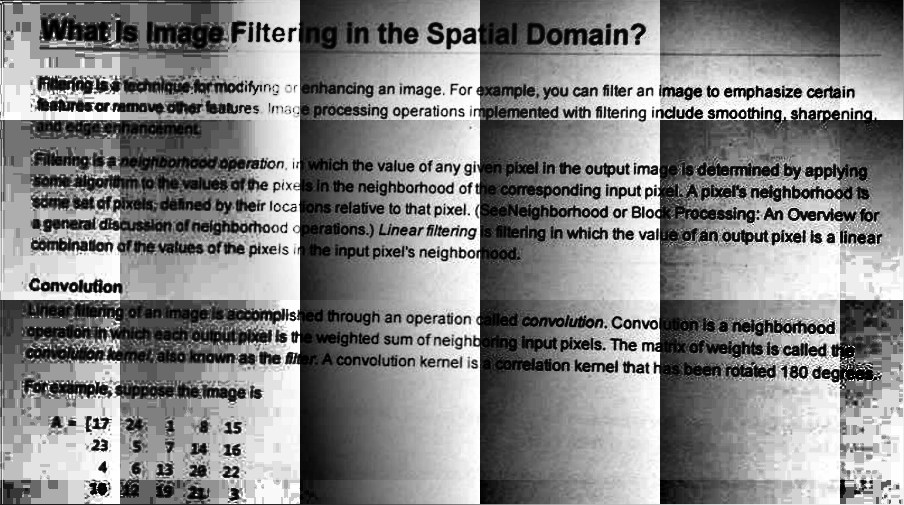 What Is Image Filtering in the Spatial Domain?
Filtering is a technique for modifying or enhancing an image. For example, you can filter an image to emphasize certain
features or remove other features. Image processing operations implemented with filtering include smoothing, sharpening,
and edge enhancement.
Filtering is a neighborhood operation, in which the value of any given pixel in the output image is determined by applying
some algorithm to the values of the pixels in the neighborhood of the corresponding input pixel. A pixel's neighborhood is
some set of pixels, defined by their locations relative to that pixel. (SeeNeighborhood or Block Processing: An Overview for
a general discussion of neighborhood operations.) Linear filtering is filtering in which the value of an output pixel is a linear
combination of the values of the pixels in the input pixel's neighborhood.
Convolution
Linear filtering of an image is accomplished through an operation called convolution. Convolution is a neighborhood
operation in which each output pixel is the weighted sum of neighboring input pixels. The matrix of weights is called the
convolution kernel, also known as the filter. A convolution kernel is a correlation kernel that has been rotated 180 degrees.
For example, suppose the image is
A = [17 24 1 8 15
23 5 7 14 16
4 6 13 20 22
10 12 19 21 3